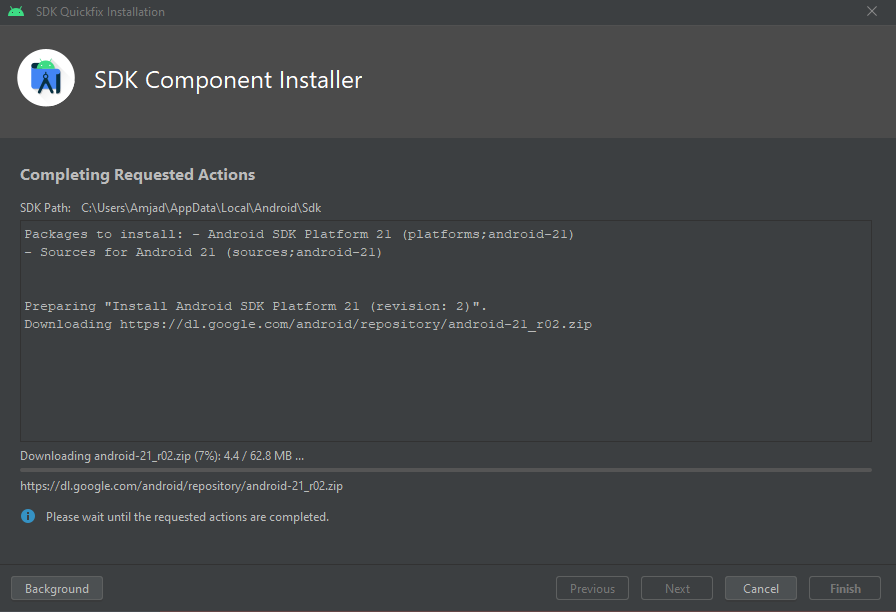 SDK Quickfix Installation
SDK Component Installer
Completing Requested Actions
SDK Path: C:\Users\Amjad\AppData\Local\Android\Sdk
Packages to install: - Android SDK Platform 21 (platforms;android-21)
- Sources for Android 21 (sources;android-21)
Preparing "Install Android SDK Platform 21 (revision: 2)".
Downloading https://dl.google.com/android/repository/android-21_r02.zip
Downloading android-21_r02.zip (7%): 4.4 / 62.8 MB ...
https://dl.google.com/android/repository/android-21_r02.zip
Please wait until the requested actions are completed.
Background Previous Next Cancel Finish